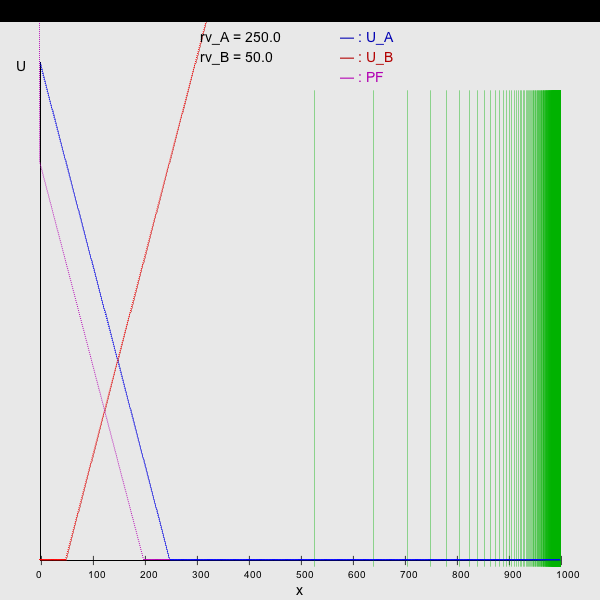 rv_A = 250.0
rv_B = 50.0
— : U_A
— : U_B
— : PF
U
0 100 200 300 400 500 600 700 800 900 1000
x